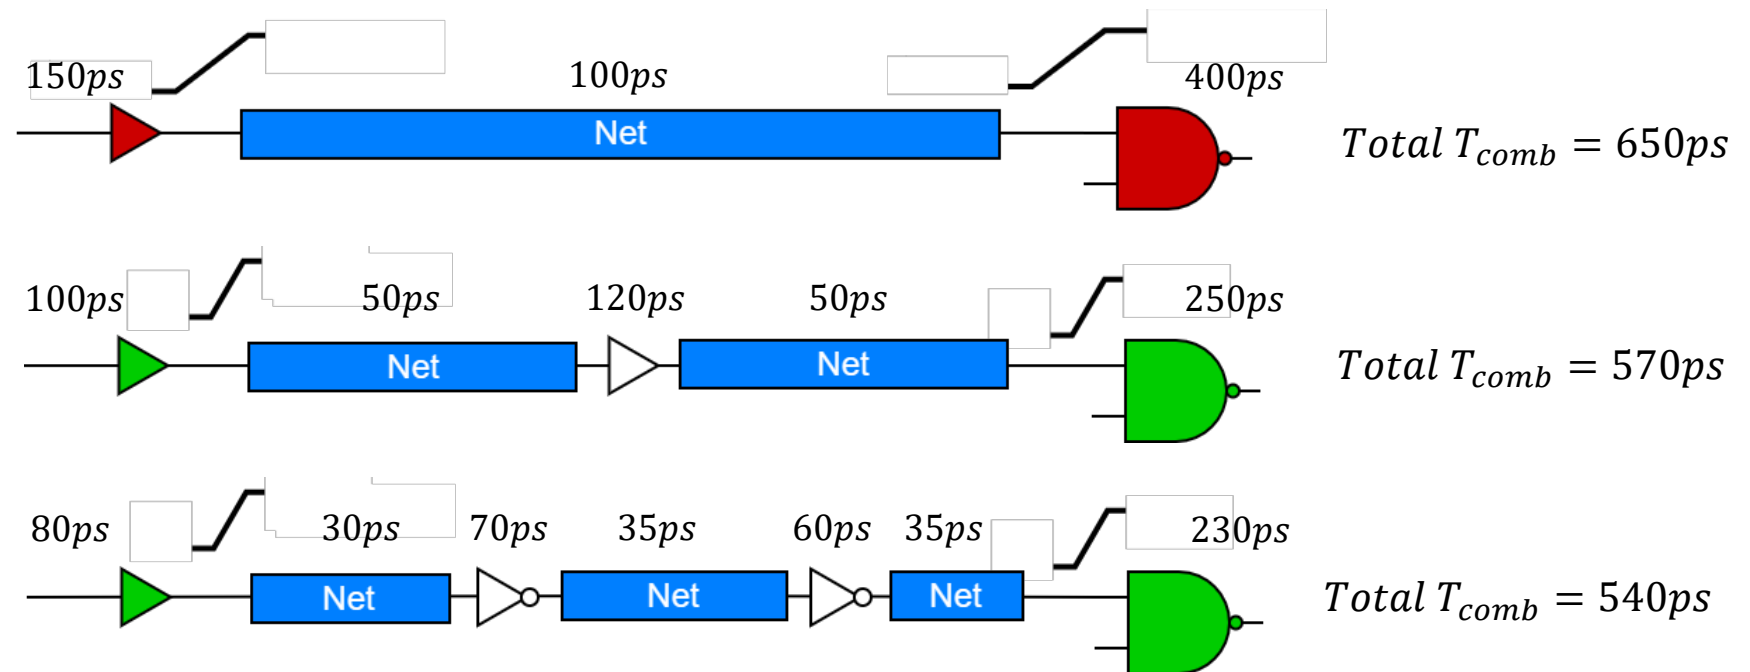 150ps 100ps 400ps
Net
Total T_comb = 650ps
100ps 50ps 120ps 50ps 250ps
Net Net
Total T_comb = 570ps
80ps 30ps 70ps 35ps 60ps 35ps 230ps
Net Net Net
Total T_comb = 540ps